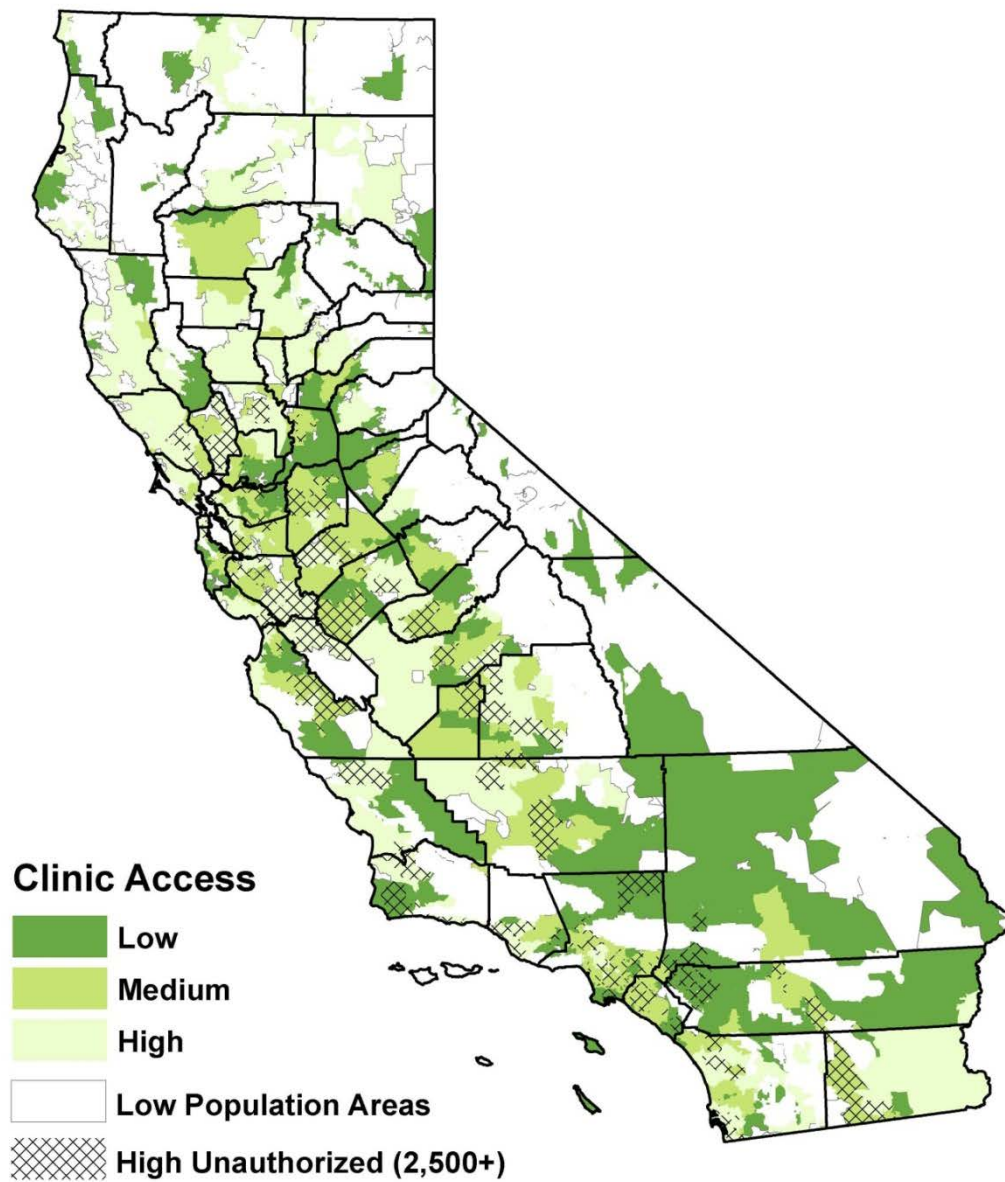 Clinic Access
Low
Medium
High
Low Population Areas
High Unauthorized (2,500+)